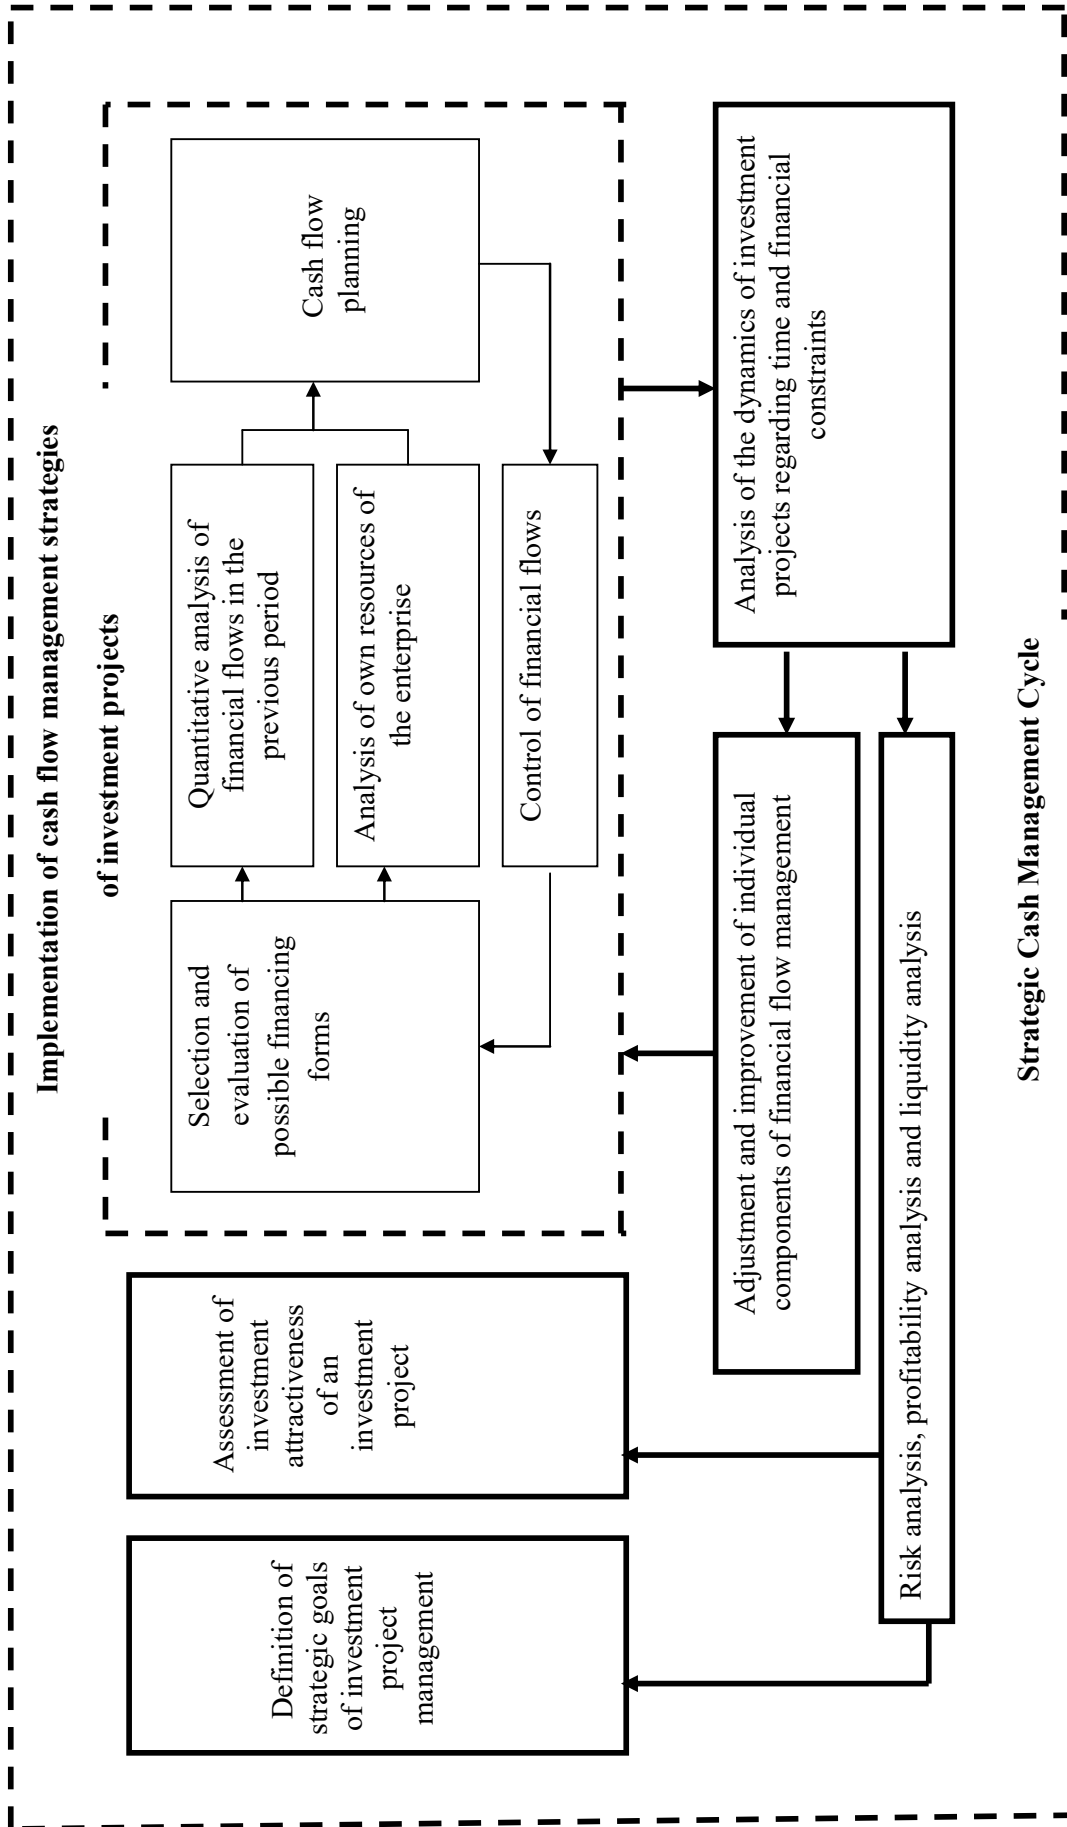 Implementation of cash flow management strategies
of investment projects
Definition of
strategic goals
of investment
project
management
Assessment of
investment
attractiveness
of an
investment
project
Selection and
evaluation of
possible financing
forms
Quantitative analysis of
financial flows in the
previous period
Analysis of own resources of
the enterprise
Control of financial flows
Cash flow
planning
Adjustment and improvement of individual
components of financial flow management
Analysis of the dynamics of investment
projects regarding time and financial
constraints
Risk analysis, profitability analysis and liquidity analysis
Strategic Cash Management Cycle